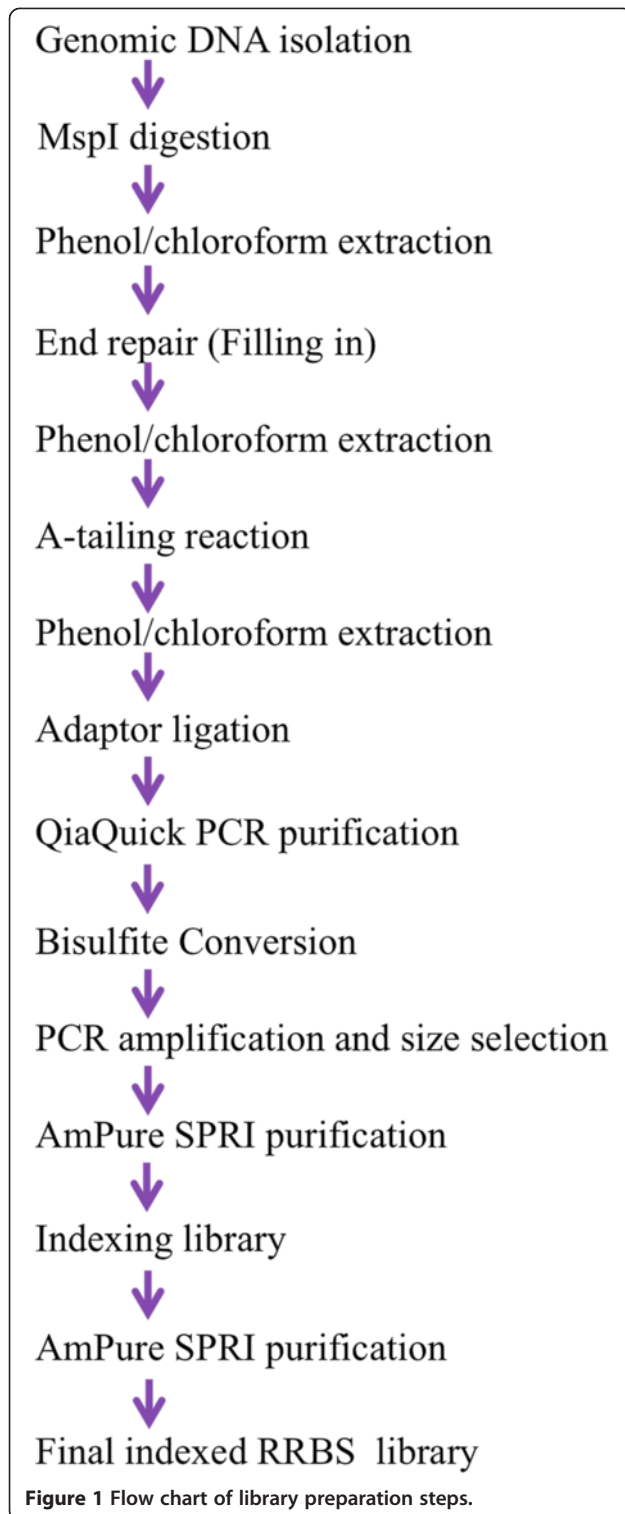 Genomic DNA isolation
MspI digestion
Phenol/chloroform extraction
End repair (Filling in)
Phenol/chloroform extraction
A-tailing reaction
Phenol/chloroform extraction
Adaptor ligation
QiaQuick PCR purification
Bisulfite Conversion
PCR amplification and size selection
AmPure SPRI purification
Indexing library
AmPure SPRI purification
Final indexed RRBS library
Figure 1 Flow chart of library preparation steps.